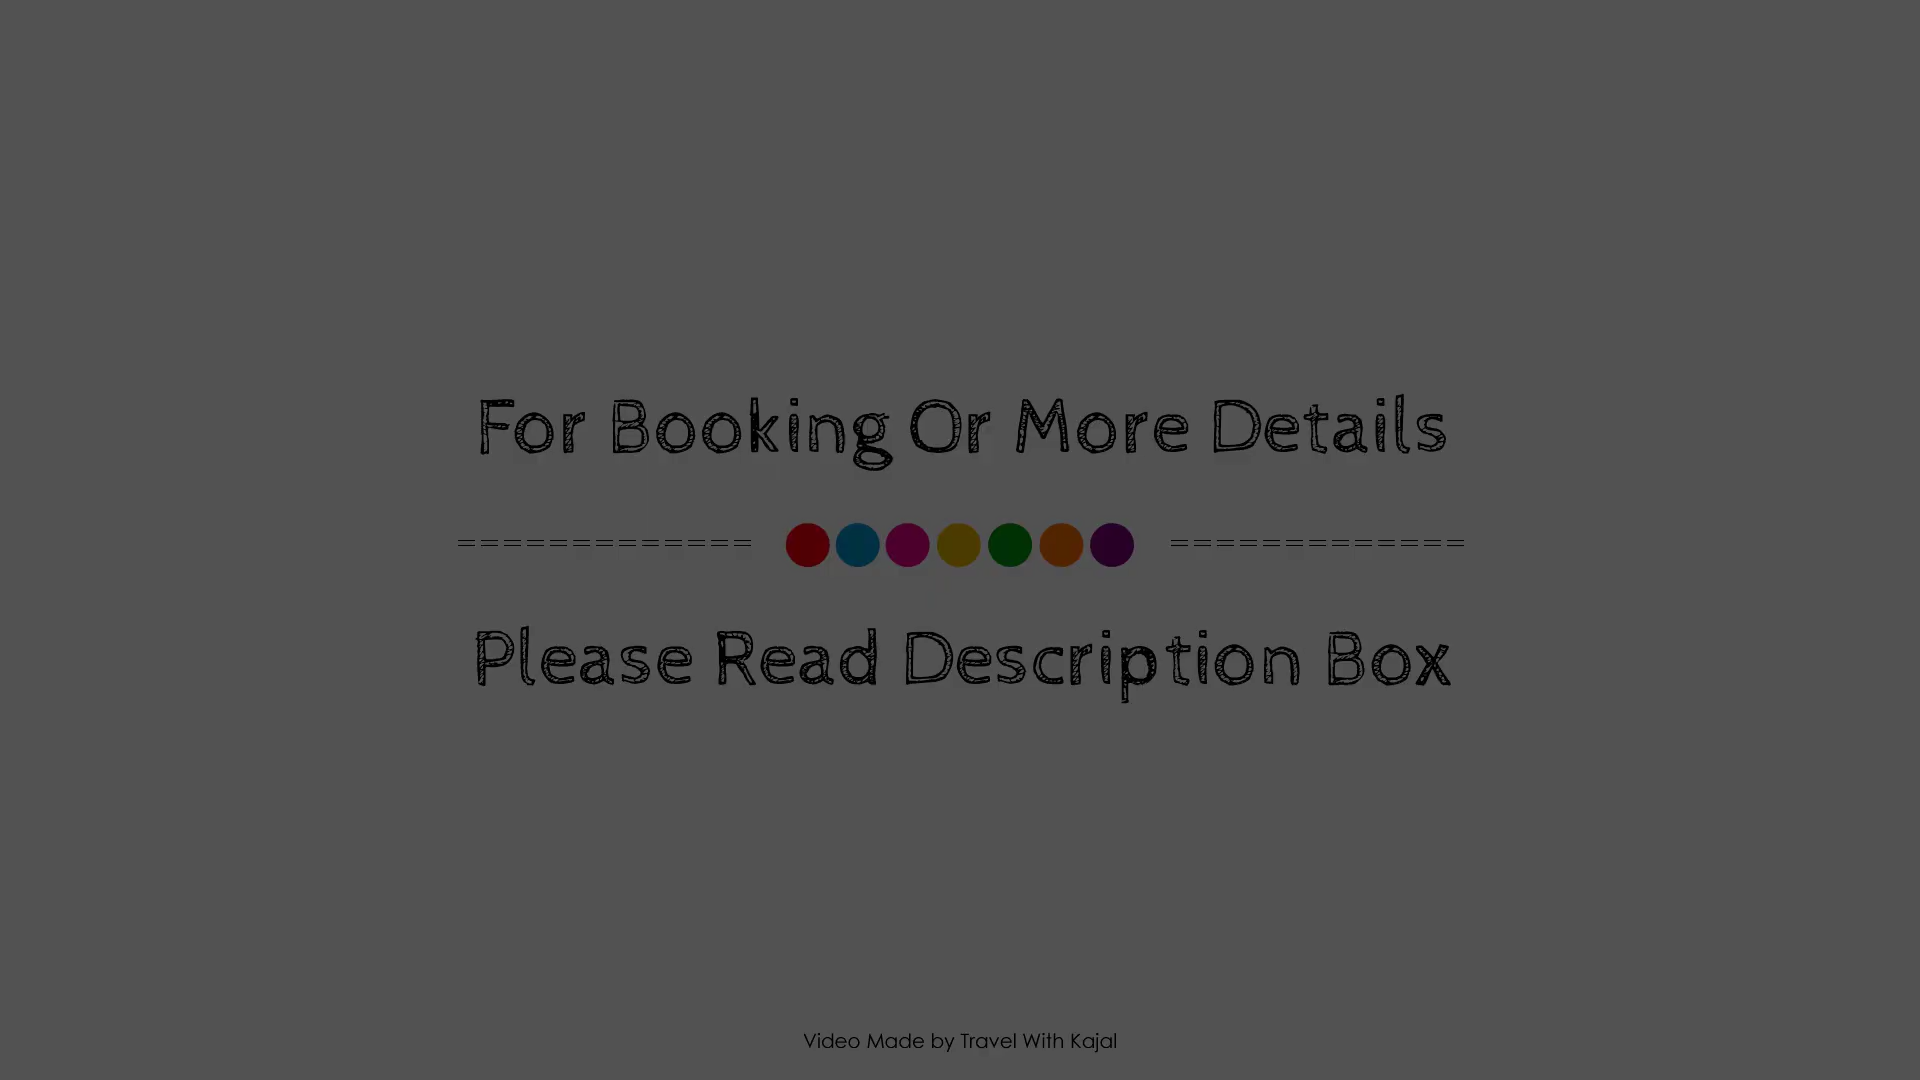 For Booking Or More Details
============= =============
Please Read Description Box
Video Made by Travel With Kajal